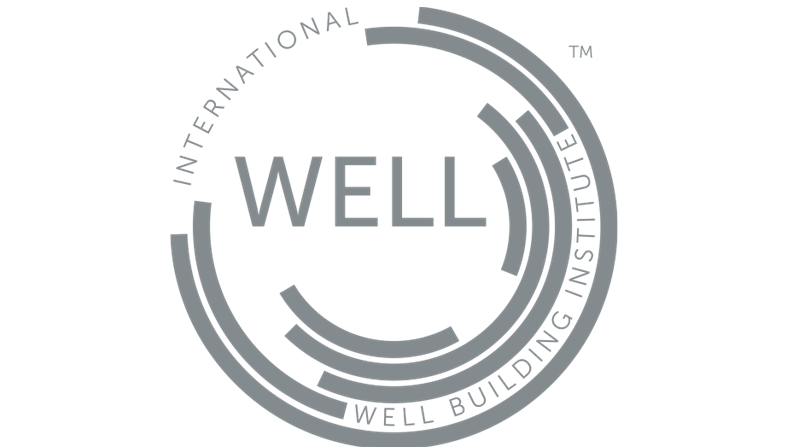 INTERNATIONAL
WELL
WELL BUILDING INSTITUTE
TM